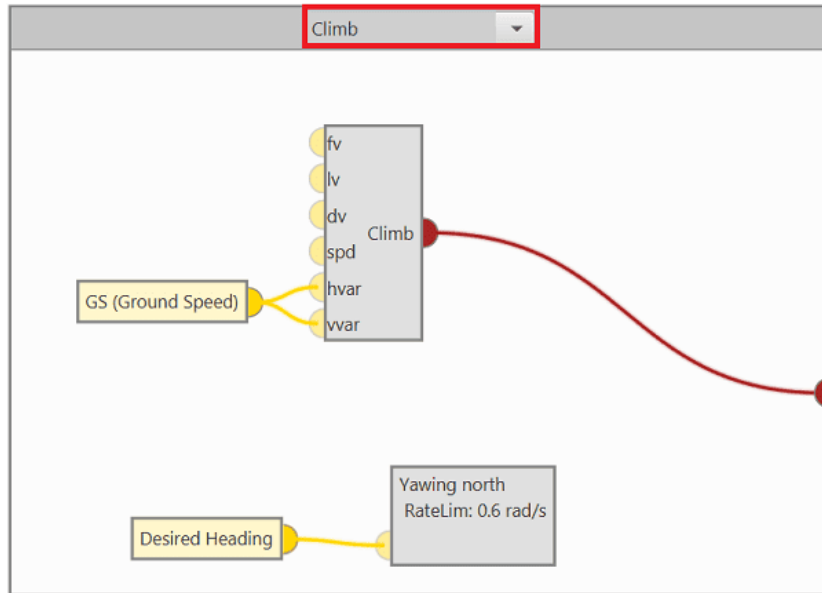 Climb
fv
lv
dv
Climb
spd
GS (Ground Speed)
hvar
vvar
Yawing north
RateLim: 0.6 rad/s
Desired Heading